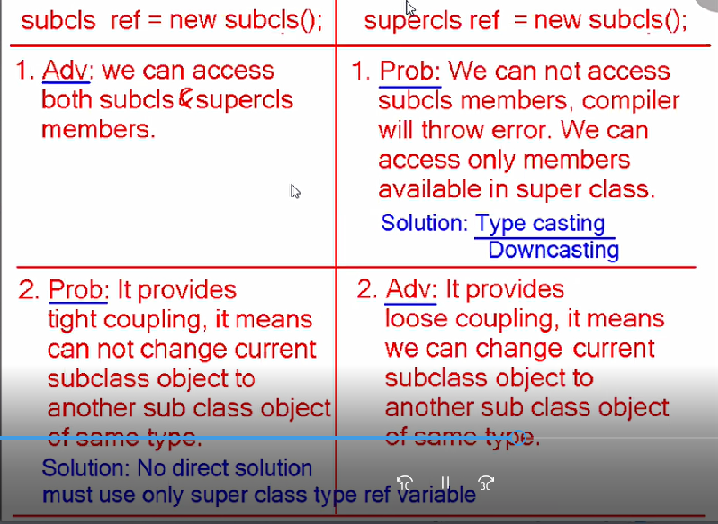 subcls ref = new subcls();
supercls ref = new subcls();
1. Adv: we can access
both subcls & supercls
members.
1. Prob: We can not access
subcls members, compiler
will throw error. We can
access only members
available in super class.
Solution: Type casting
Downcasting
2. Prob: It provides
tight coupling, it means
can not change current
subclass object to
another sub class object
of same type.
Solution: No direct solution
must use only super class type ref variable
2. Adv: It provides
loose coupling, it means
we can change current
subclass object to
another sub class object
of same type.
10
30